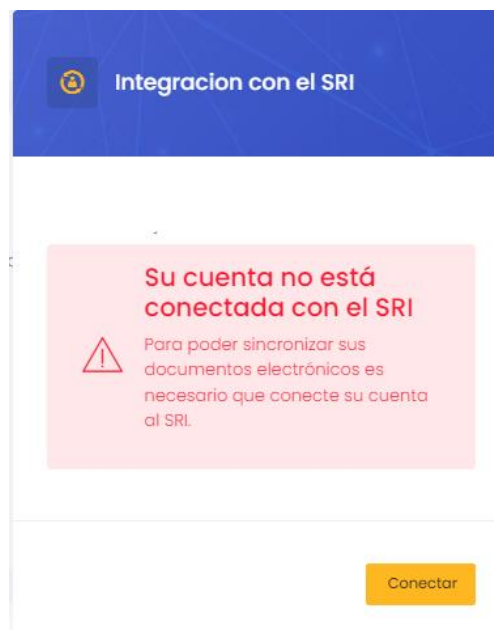 Integracion con el SRI
Su cuenta no está
conectada con el SRI
Para poder sincronizar sus
documentos electrónicos es
necesario que conecte su cuenta
al SRI.
Conectar